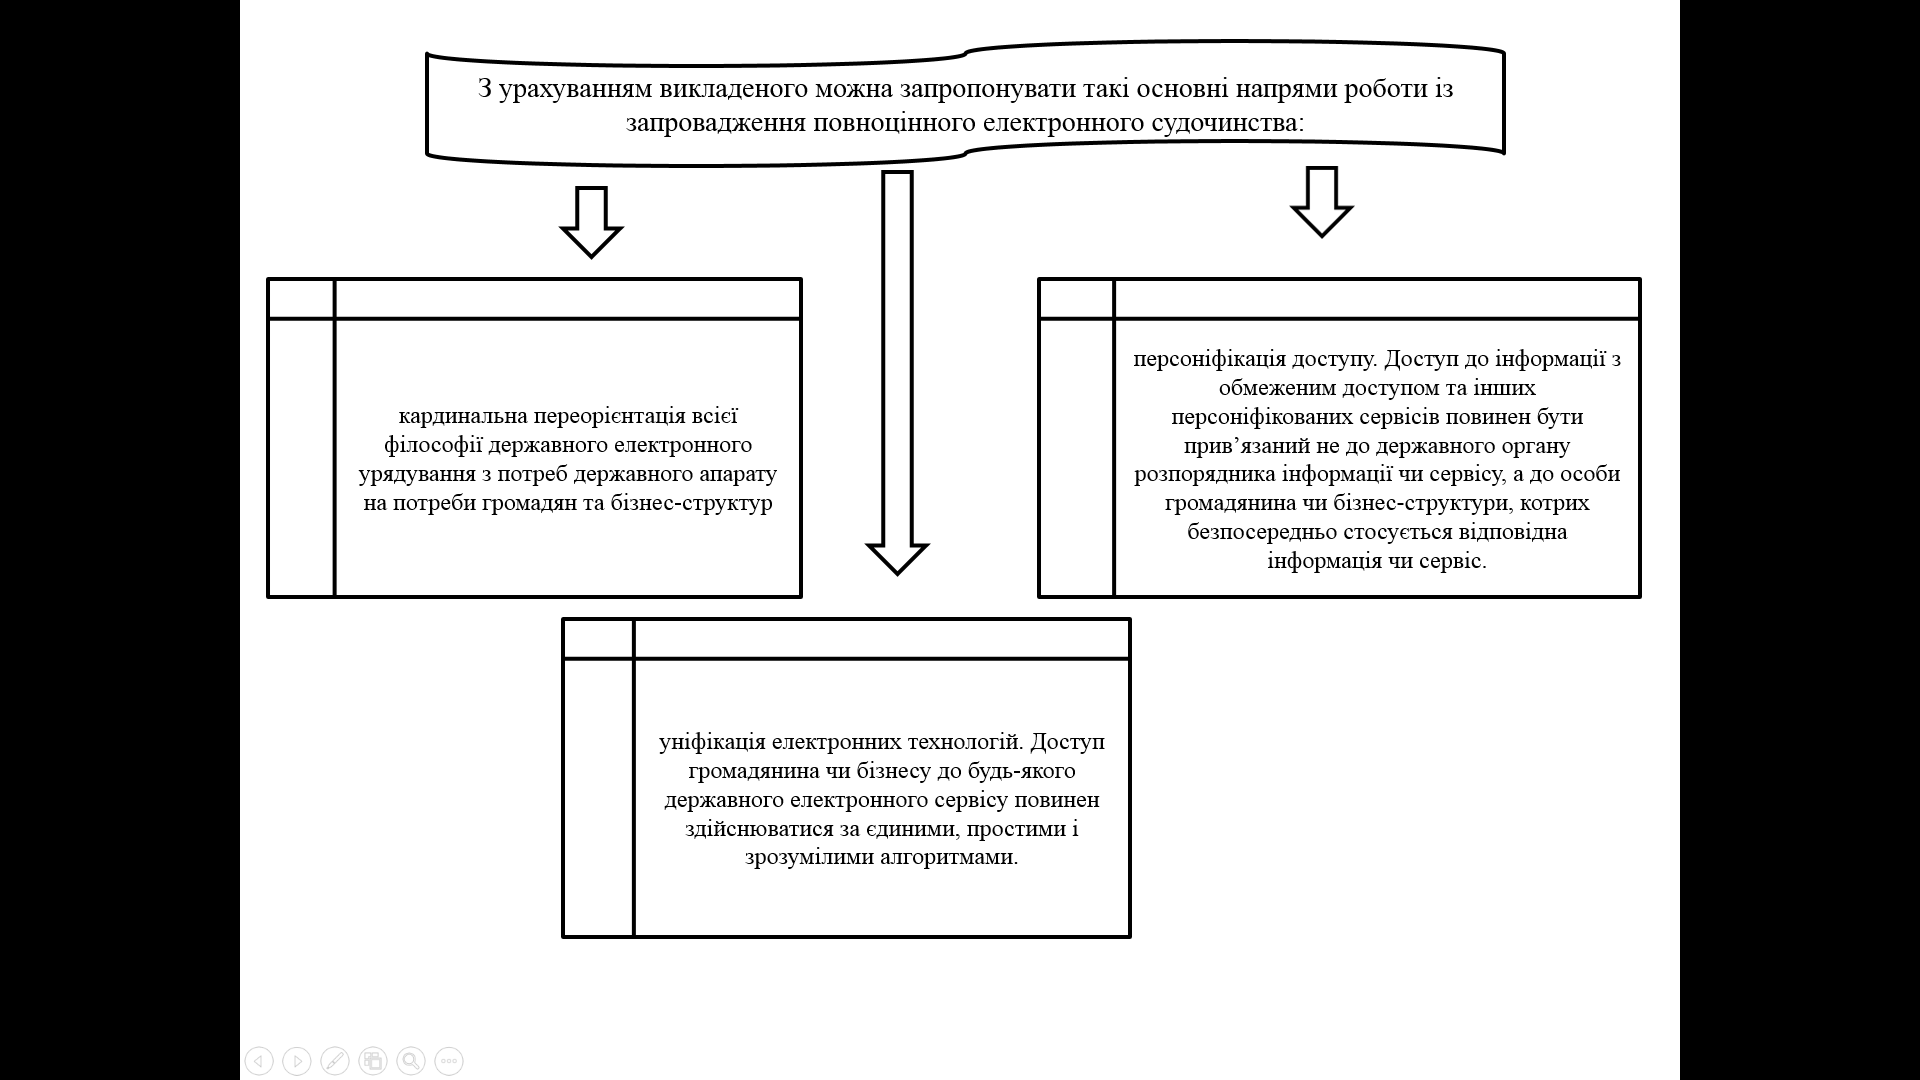 З урахуванням викладеного можна запропонувати такі основні напрями роботи із
запровадження повноцінного електронного судочинства:
кардинальна переорієнтація всієї
філософії державного електронного
урядування з потреб державного апарату
на потреби громадян та бізнес-структур
персоніфікація доступу. Доступ до інформації з
обмеженим доступом та інших
персоніфікованих сервісів повинен бути
прив’язаний не до державного органу
розпорядника інформації чи сервісу, а до особи
громадянина чи бізнес-структури, котрих
безпосередньо стосується відповідна
інформація чи сервіс.
уніфікація електронних технологій. Доступ
громадянина чи бізнесу до будь-якого
державного електронного сервісу повинен
здійснюватися за єдиними, простими і
зрозумілими алгоритмами.